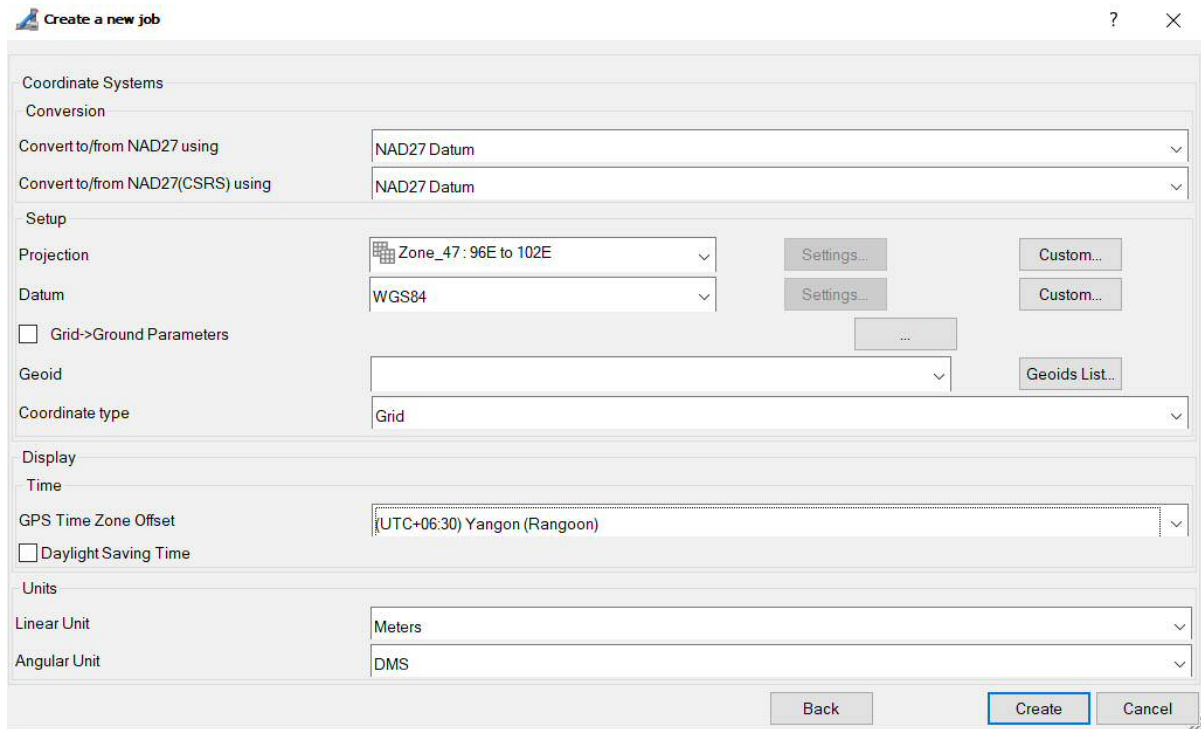 Create a new job ?
Coordinate Systems
Conversion
Convert to/from NAD27 using NAD27 Datum
Convert to/from NAD27(CSRS) using NAD27 Datum
Setup
Projection Zone_47 : 96E to 102E Settings... Custom...
Datum WGS84 Settings... Custom...
Grid->Ground Parameters ...
Geoid Geoids List...
Coordinate type Grid
Display
Time
GPS Time Zone Offset (UTC+06:30) Yangon (Rangoon)
Daylight Saving Time
Units
Linear Unit Meters
Angular Unit DMS
Back Create Cancel